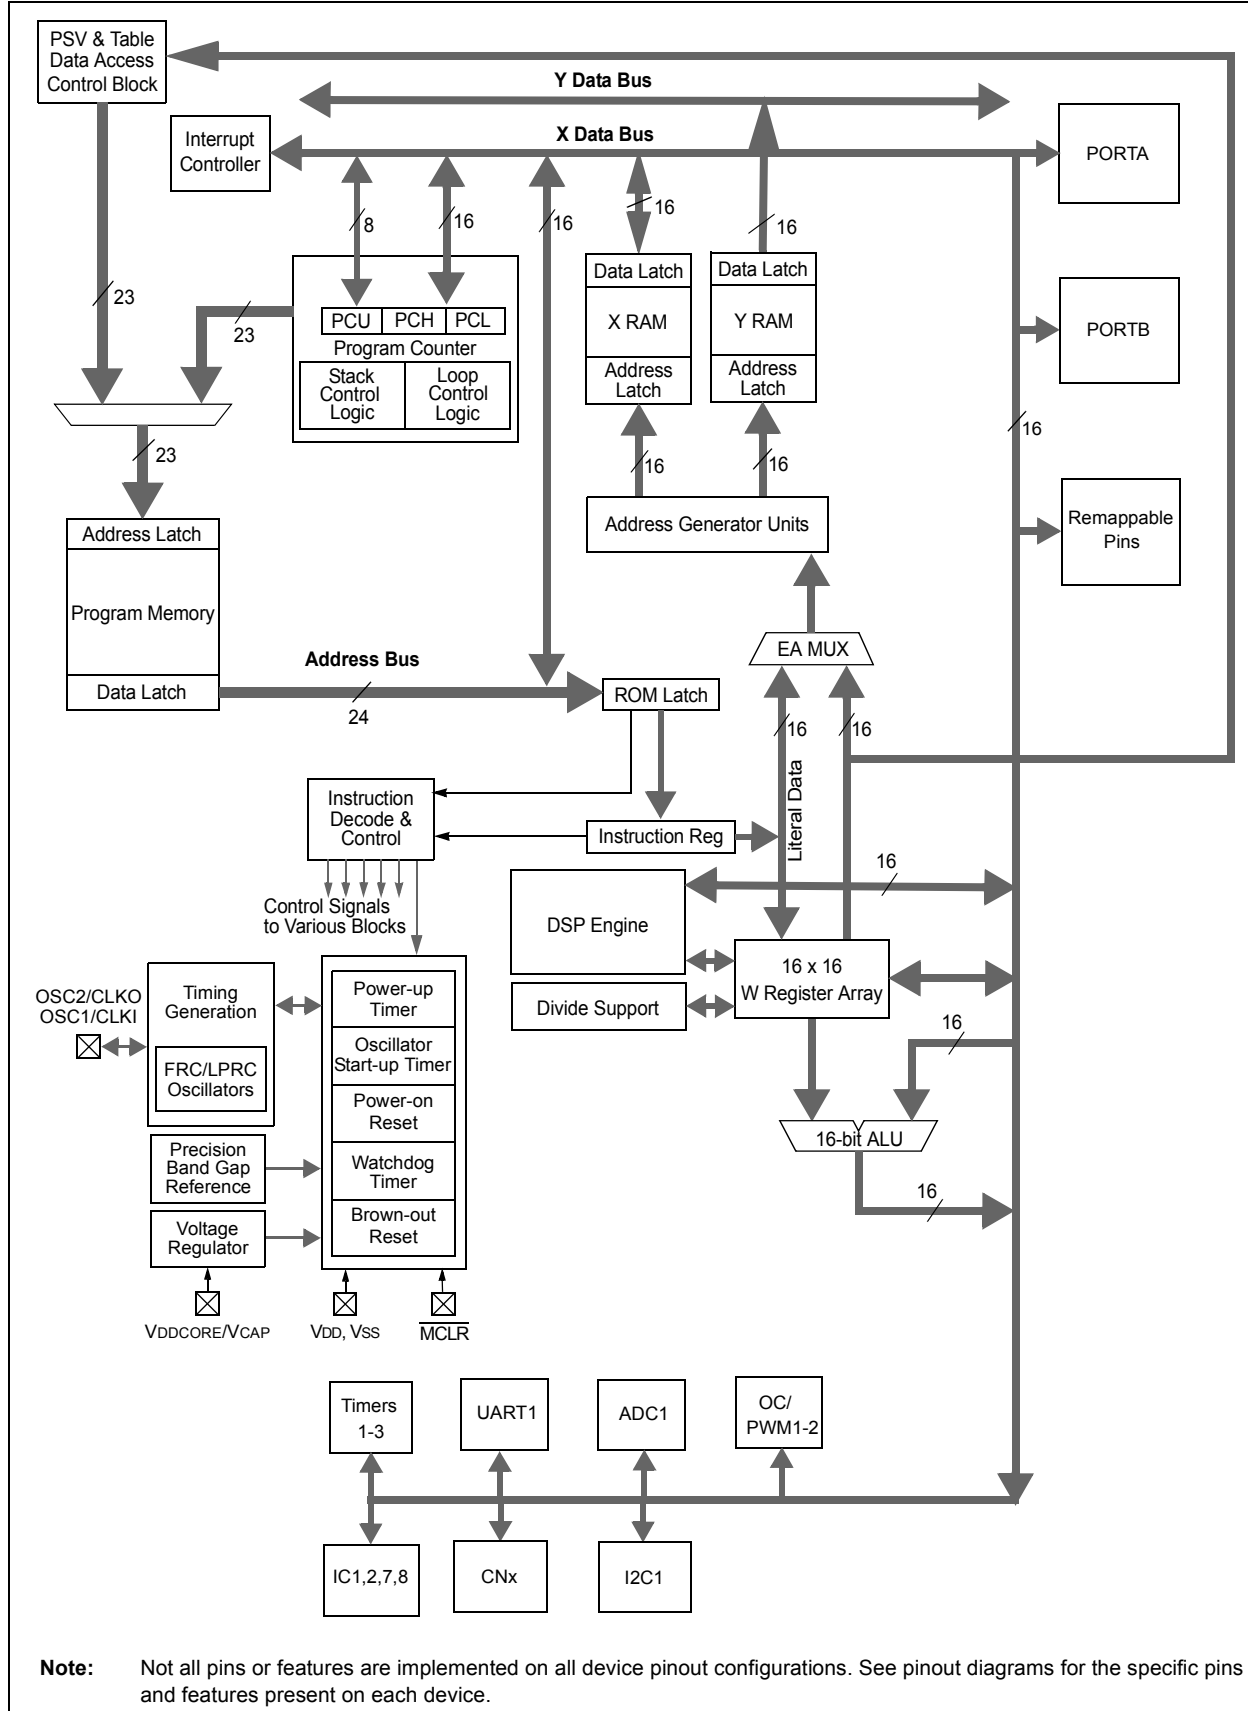 PSV & Table
Data Access
Control Block
Y Data Bus
Interrupt
Controller
X Data Bus
PORTA
8
16
16
16
16
23
23
Data Latch
X RAM
Address
Latch
Data Latch
Y RAM
Address
Latch
PCU
PCH
PCL
Program Counter
Stack
Control
Logic
Loop
Control
Logic
PORTB
16
23
16
16
Address Latch
Program Memory
Data Latch
Address Generator Units
Remappable
Pins
EA MUX
Address Bus
24
ROM Latch
16
16
Literal Data
Instruction
Decode &
Control
Instruction Reg
Control Signals
to Various Blocks
16
DSP Engine
Divide Support
16 x 16
W Register Array
16
OSC2/CLKO
OSC1/CLKI
Timing
Generation
FRC/LPRC
Oscillators
Power-up
Timer
Oscillator
Start-up Timer
Power-on
Reset
Watchdog
Timer
Brown-out
Reset
Precision
Band Gap
Reference
Voltage
Regulator
16-bit ALU
16
VDDCORE/VCAP
VDD, VSS
MCLR
Timers
1-3
UART1
ADC1
OC/
PWM1-2
IC1,2,7,8
CNx
I2C1
Note: Not all pins or features are implemented on all device pinout configurations. See pinout diagrams for the specific pins
and features present on each device.